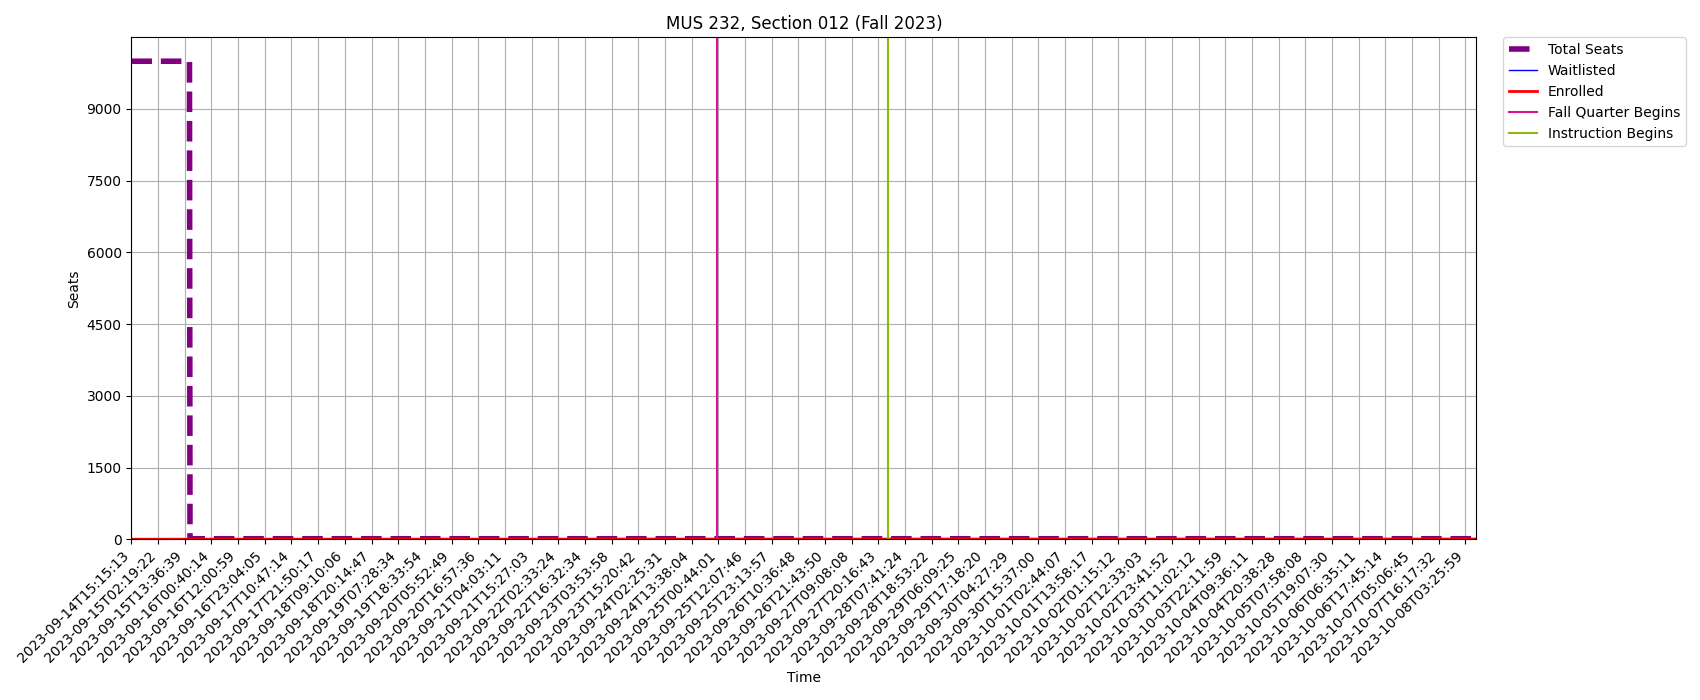 MUS 232, Section 012 (Fall 2023)
Total Seats
Waitlisted
Enrolled
Fall Quarter Begins
Instruction Begins
Seats
9000
7500
6000
4500
3000
1500
0
2023-09-14T15:15:13
2023-09-15T02:19:22
2023-09-15T13:36:39
2023-09-16T00:40:14
2023-09-16T12:00:59
2023-09-16T23:04:05
2023-09-17T10:47:14
2023-09-17T21:50:17
2023-09-18T09:10:06
2023-09-18T20:14:47
2023-09-19T07:28:34
2023-09-19T18:33:54
2023-09-20T05:52:49
2023-09-20T16:57:36
2023-09-21T04:03:11
2023-09-21T15:27:03
2023-09-22T02:33:24
2023-09-22T16:32:34
2023-09-23T03:53:58
2023-09-23T15:20:42
2023-09-24T02:25:31
2023-09-24T13:38:04
2023-09-25T00:44:01
2023-09-25T12:07:46
2023-09-25T23:13:57
2023-09-26T10:36:48
2023-09-26T21:43:50
2023-09-27T09:08:08
2023-09-27T20:16:43
2023-09-28T07:41:24
2023-09-28T18:53:22
2023-09-29T06:09:25
2023-09-29T17:18:20
2023-09-30T04:27:29
2023-09-30T15:37:00
2023-10-01T02:44:07
2023-10-01T13:58:17
2023-10-02T01:15:12
2023-10-02T12:33:03
2023-10-02T23:41:52
2023-10-03T11:02:12
2023-10-03T22:11:59
2023-10-04T09:36:11
2023-10-04T20:38:28
2023-10-05T07:58:08
2023-10-05T19:07:30
2023-10-06T06:35:11
2023-10-06T17:45:14
2023-10-07T05:06:45
2023-10-07T16:17:32
2023-10-08T03:25:59
Time